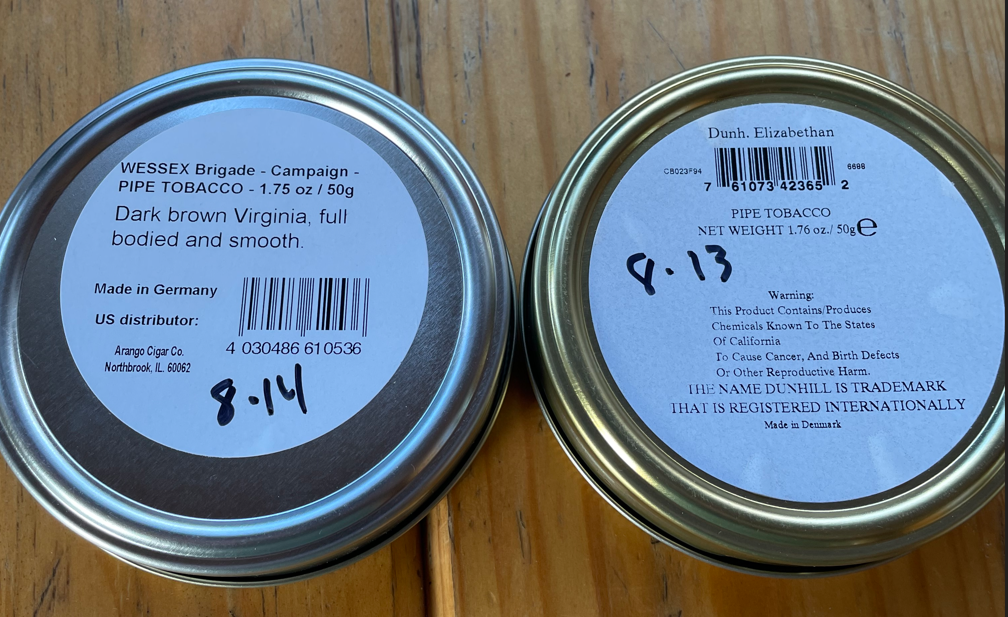 WESSEX Brigade - Campaign -
PIPE TOBACCO - 1.75 oz / 50g
Dark brown Virginia, full
bodied and smooth.
Made in Germany
US distributor:
Arango Cigar Co.
Northbrook, IL. 60062
4 030486 610536
8.14
Dunh. Elizabethan
CB023P94
6688
7 61073 42365 2
PIPE TOBACCO
NET WEIGHT 1.76 oz./ 50g℮
8.13
Warning:
This Product Contains/Produces
Chemicals Known To The States
Of California
To Cause Cancer, And Birth Defects
Or Other Reproductive Harm.
THE NAME DUNHILL IS TRADEMARK
THAT IS REGISTERED INTERNATIONALLY
Made in Denmark